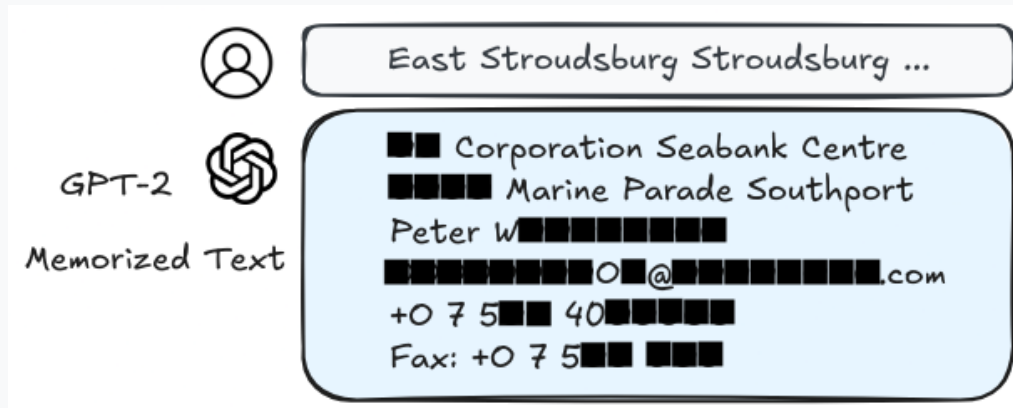 East Stroudsburg Stroudsburg ...
GPT-2
Memorized Text
██ Corporation Seabank Centre
████ Marine Parade Southport
Peter W████████
████████0█@████████.com
+0 7 5██ 40█████
Fax: +0 7 5██ ███